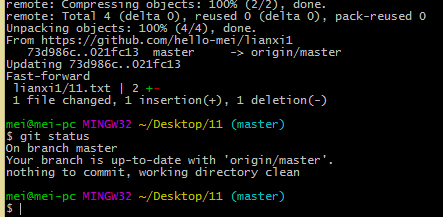 remote: Compressing objects: 100% (2/2), done.
remote: Total 4 (delta 0), reused 0 (delta 0), pack-reused 0
Unpacking objects: 100% (4/4), done.
From https://github.com/hello-mei/lianxi1
   73d986c..021fc13  master     -> origin/master
Updating 73d986c..021fc13
Fast-forward
 lianxi1/11.txt | 2 +-
 1 file changed, 1 insertion(+), 1 deletion(-)
mei@mei-pc MINGW32 ~/Desktop/11 (master)
$ git status
On branch master
Your branch is up-to-date with 'origin/master'.
nothing to commit, working directory clean
mei@mei-pc MINGW32 ~/Desktop/11 (master)
$